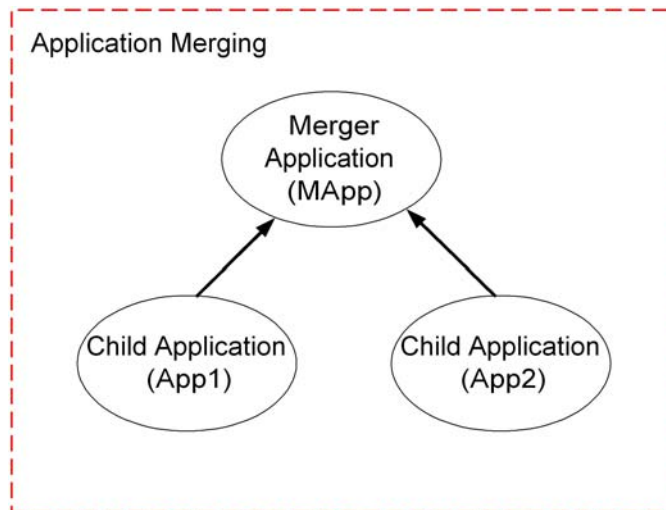 Application Merging
Merger
Application
(MApp)
Child Application
(App1)
Child Application
(App2)